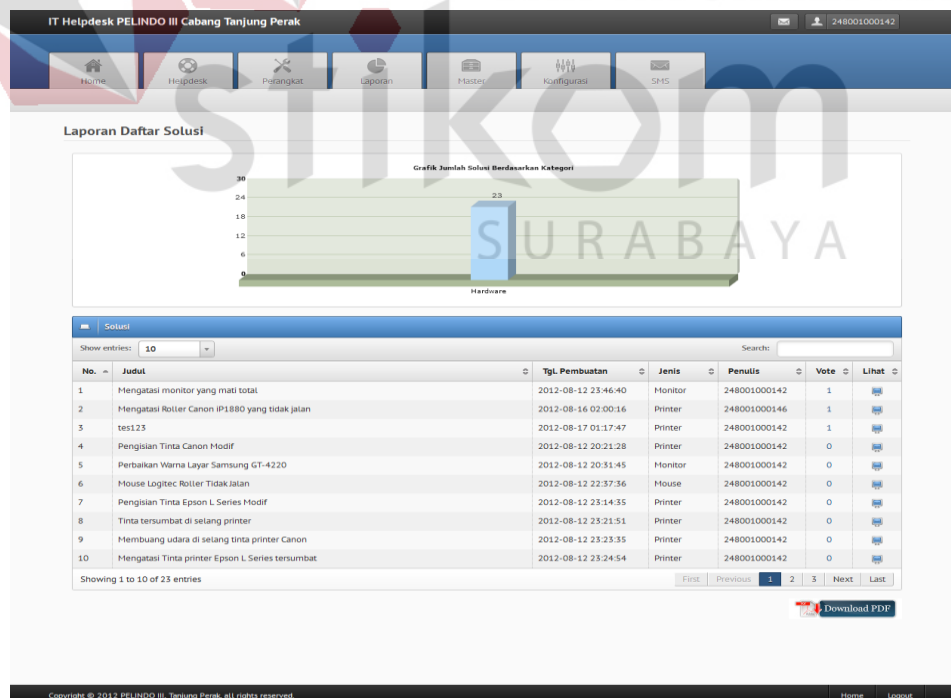 IT Helpdesk PELINDO III Cabang Tanjung Perak
248001000142
Home Helpdesk Perangkat Laporan Master Konfigurasi SMS
stikom
SURABAYA
Laporan Daftar Solusi
Grafik Jumlah Solusi Berdasarkan Kategori
30
24
18
12
6
0
23
Hardware
Solusi
Show entries: 10 Search:
No. Judul Tgl. Pembuatan Jenis Penulis Vote Lihat
1 Mengatasi monitor yang mati total 2012-08-12 23:46:40 Monitor 248001000142 1
2 Mengatasi Roller Canon iP1880 yang tidak jalan 2012-08-16 02:00:16 Printer 248001000146 1
3 tes123 2012-08-17 01:17:47 Printer 248001000142 1
4 Pengisian Tinta Canon Modif 2012-08-12 20:21:28 Printer 248001000142 0
5 Perbaikan Warna Layar Samsung GT-4220 2012-08-12 20:31:45 Monitor 248001000142 0
6 Mouse Logitec Roller Tidak Jalan 2012-08-12 22:37:36 Mouse 248001000142 0
7 Pengisian Tinta Epson L Series Modif 2012-08-12 23:14:35 Printer 248001000142 0
8 Tinta tersumbat di selang printer 2012-08-12 23:21:51 Printer 248001000142 0
9 Membuang udara di selang tinta printer Canon 2012-08-12 23:23:35 Printer 248001000142 0
10 Mengatasi Tinta printer Epson L Series tersumbat 2012-08-12 23:24:54 Printer 248001000142 0
Showing 1 to 10 of 23 entries First Previous 1 2 3 Next Last
Download PDF
Copyright © 2012 PELINDO III, Tanjung Perak, all rights reserved. Home Logout